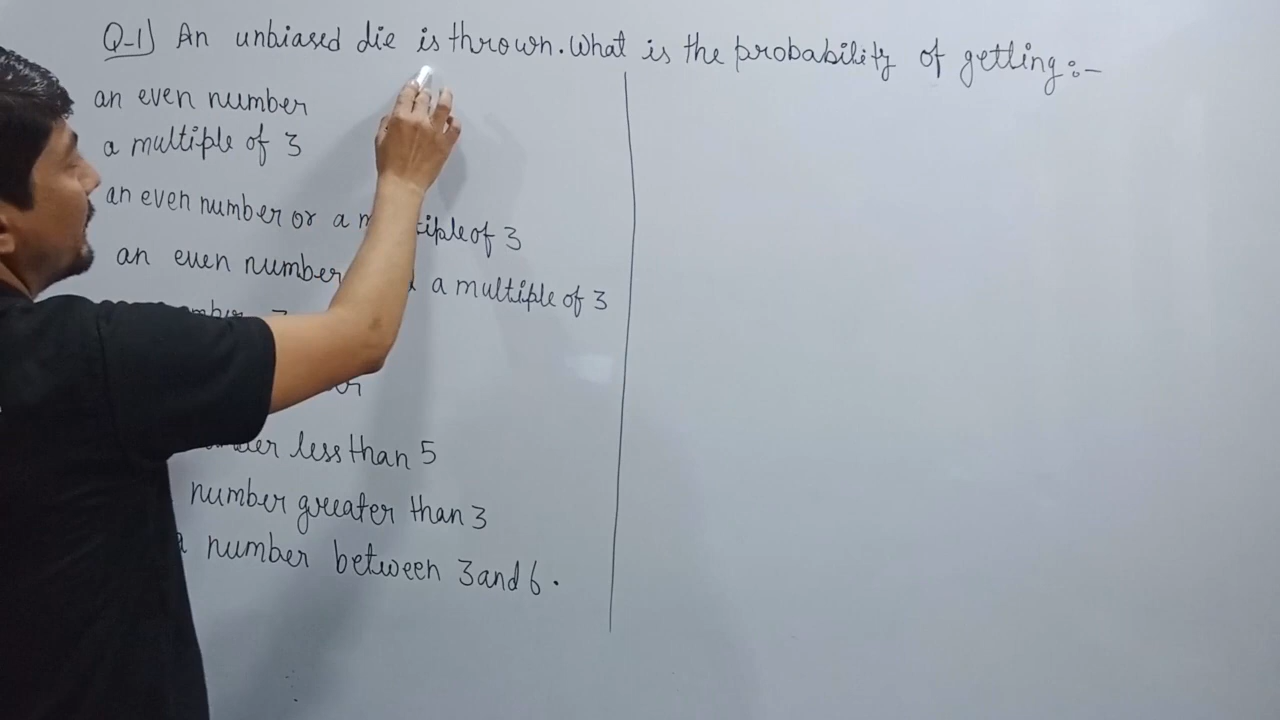 Q-1) An unbiased die is thrown. What is the probability of getting:-
an even number
a multiple of 3
an even number or a multiple of 3
an even number a multiple of 3
less than 5
number greater than 3
a number between 3 and 6.